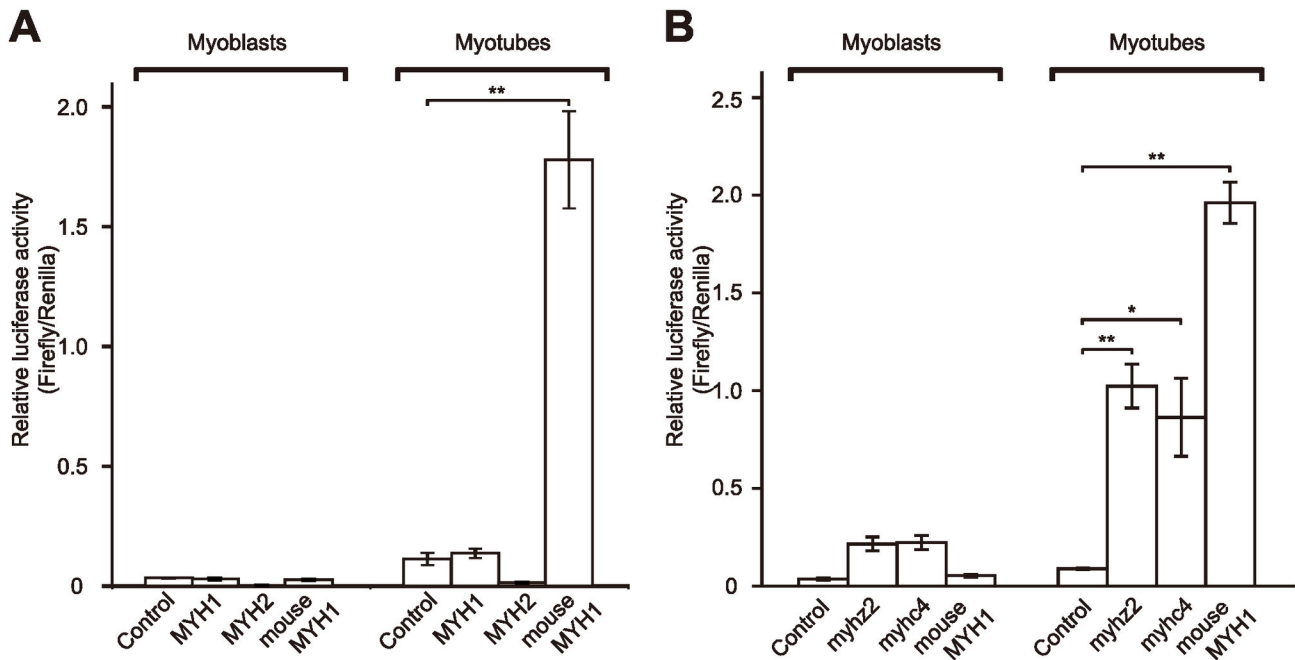 A
Myoblasts
Myotubes
**
2.0
1.5
1.0
0.5
0
Relative luciferase activity
(Firefly/Renilla)
Control
MYH1
MYH2
mouse
MYH1
Control
MYH1
MYH2
mouse
MYH1
B
Myoblasts
Myotubes
2.5
2.0
1.5
1.0
0.5
0
Relative luciferase activity
(Firefly/Renilla)
**
*
**
Control
myhz2
myhc4
mouse
MYH1
Control
myhz2
myhc4
mouse
MYH1